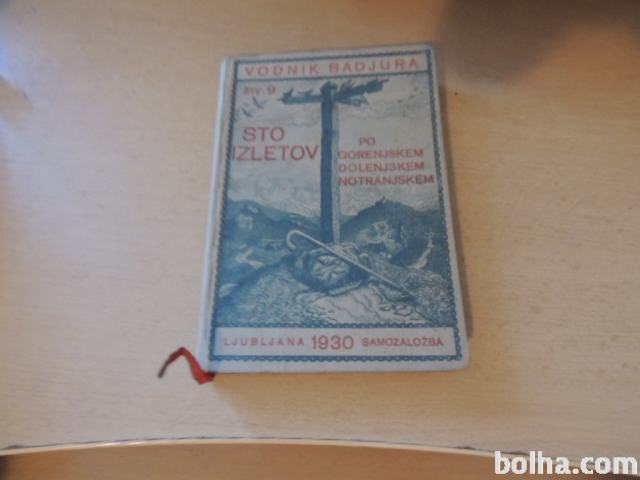 VODNIK BADJURA
ŠTV. 9
STO
IZLETOV
PO
GORENJSKEM
DOLENJSKEM
NOTRANJSKEM
LJUBLJANA 1930 SAMOZALOŽBA
bolha.com